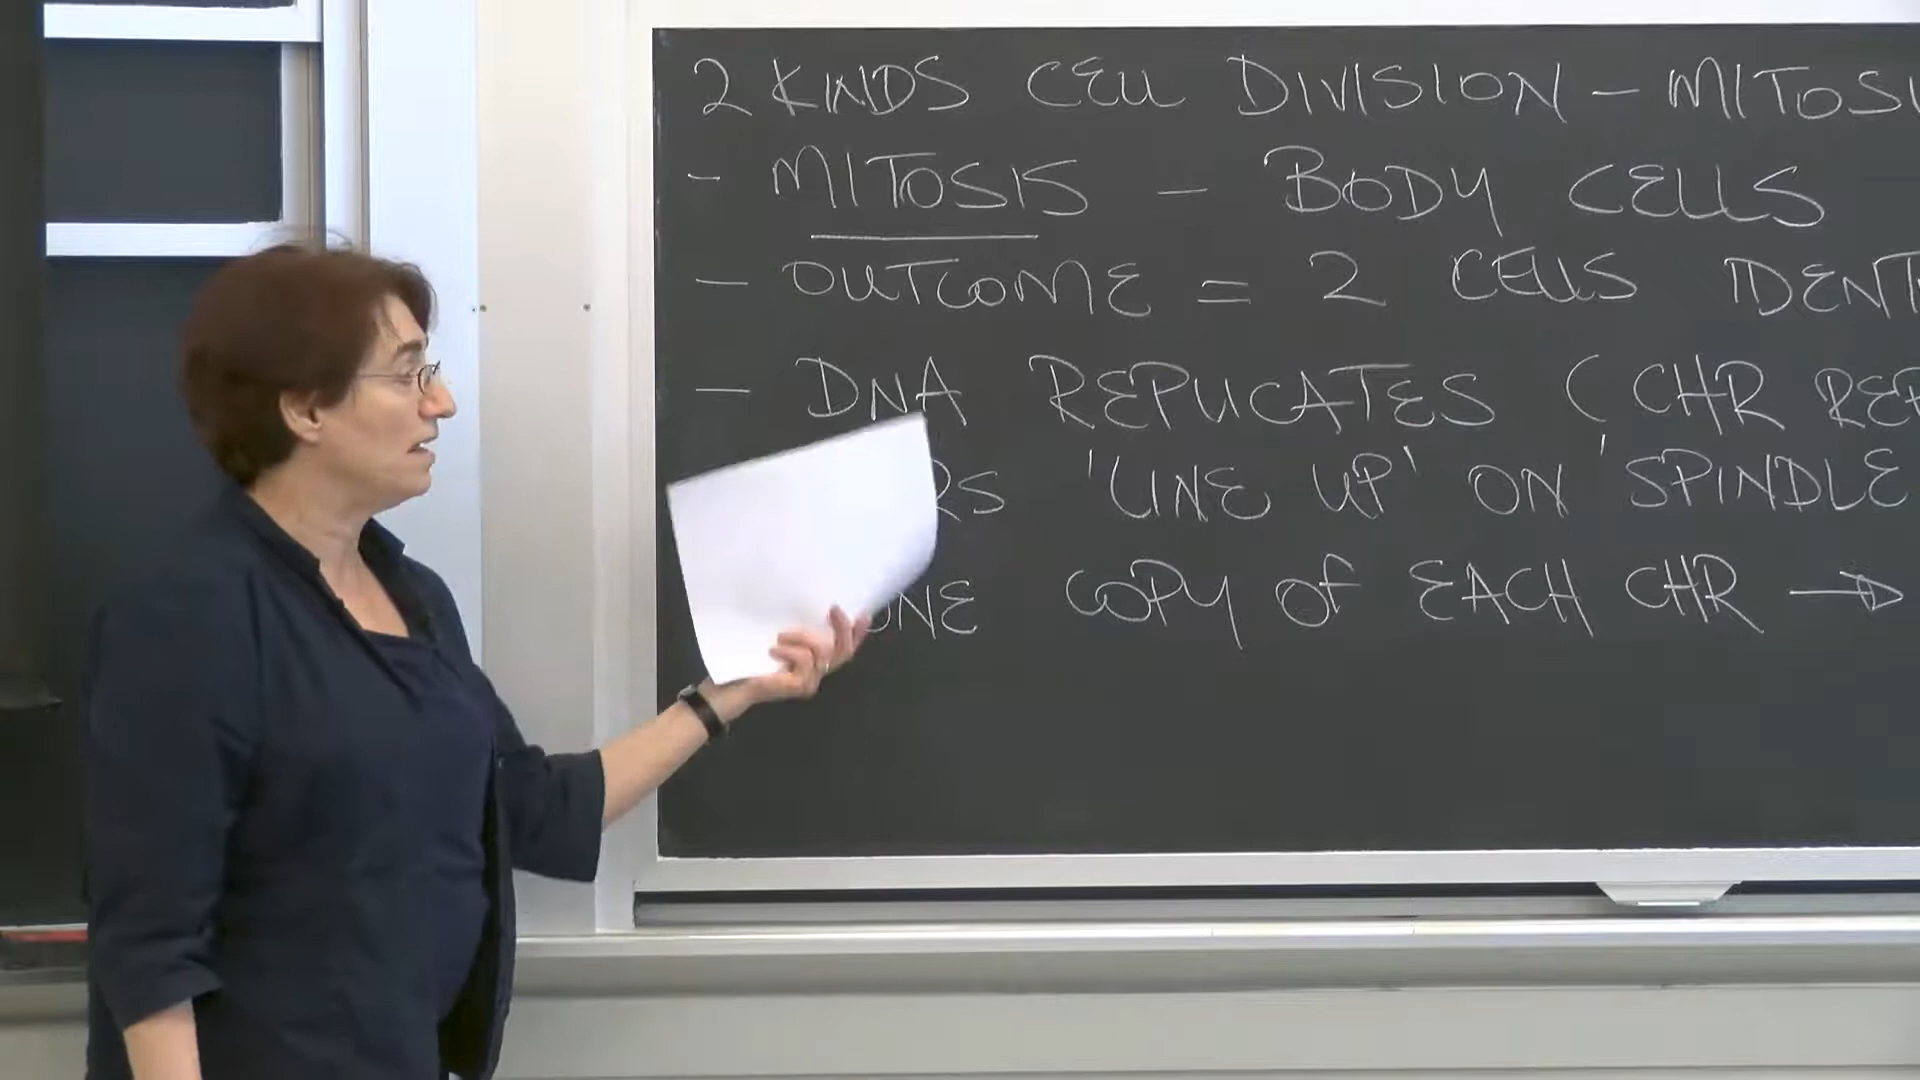 2 KINDS CELL DIVISION - MITOSI
- MITOSIS - BODY CELLS
- OUTCOME = 2 CELLS IDENT
- DNA REPLICATES (CHR REP
RS 'LINE UP' ON 'SPINDLE
ONE COPY OF EACH CHR →